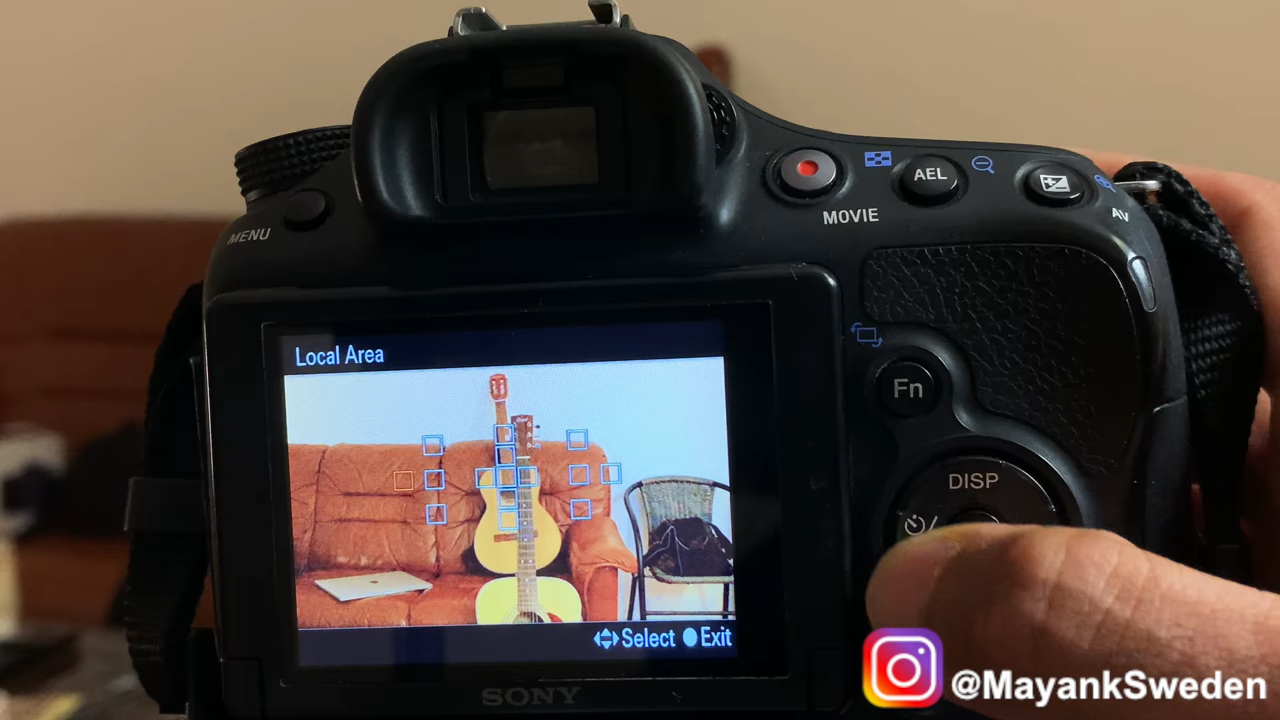 MENU
MOVIE
AEL
AV
Local Area
Fn
DISP
Select Exit
SONY
@MayankSweden